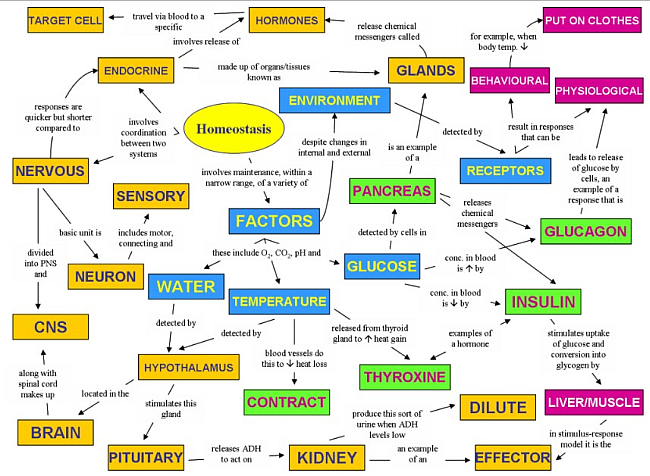 TARGET CELL
travel via blood to a
specific
HORMONES
release chemical
messengers called
for example, when
body temp. ↓
PUT ON CLOTHES
involves release of
ENDOCRINE
made up of organs/tissues
known as
GLANDS
BEHAVIOURAL
PHYSIOLOGICAL
ENVIRONMENT
responses are
quicker but shorter
compared to
involves
coordination
between two
systems
Homeostasis
despite changes in
internal and external
detected by
result in responses
that can be
is an example
of a
NERVOUS
involves maintenance, within a
narrow range, of a variety of
RECEPTORS
leads to release
of glucose by
cells, an
example of a
response that is
SENSORY
PANCREAS
releases
chemical
messengers
FACTORS
GLUCAGON
basic unit is
includes motor,
connecting and
detected by cells in
divided
into PNS
and
these include O2, CO2, pH and
NEURON
WATER
GLUCOSE
conc. in blood
is ↑ by
TEMPERATURE
conc. in blood
is ↓ by
INSULIN
CNS
detected by
detected by
released from thyroid
gland to ↑ heat gain
examples of
a hormone
stimulates uptake
of glucose and
conversion into
glycogen by
blood vessels do
this to ↓ heat loss
along with
spinal cord
makes up
HYPOTHALAMUS
THYROXINE
located in the
stimulates this
gland
CONTRACT
produce this sort of
urine when ADH
levels low
DILUTE
LIVER/MUSCLE
BRAIN
in stimulus-response
model it is the
PITUITARY
releases ADH
to act on
KIDNEY
an example
of an
EFFECTOR